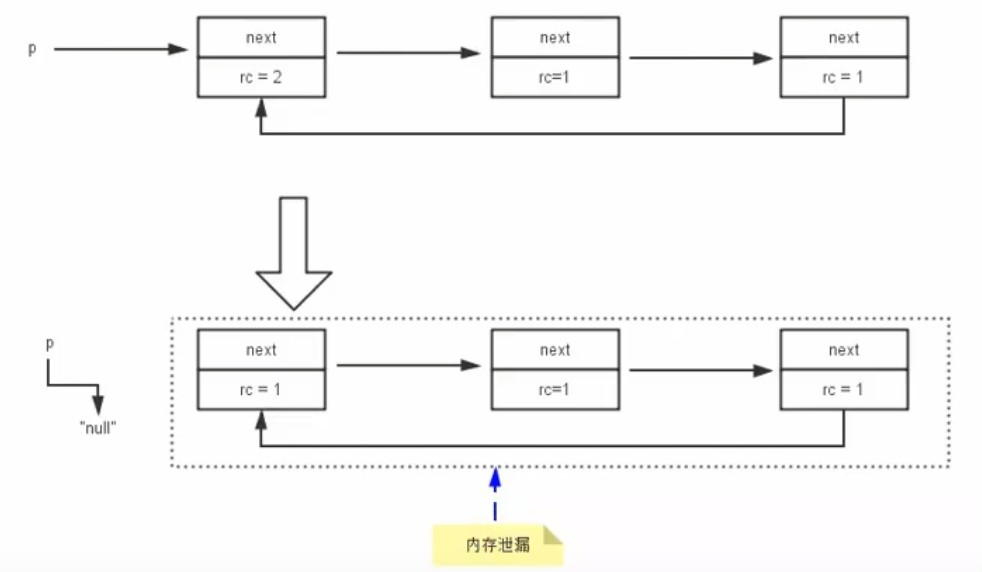 p
next
next
next
rc = 2
rc=1
rc = 1
p
next
next
next
rc = 1
rc=1
rc = 1
"null"
内存泄漏